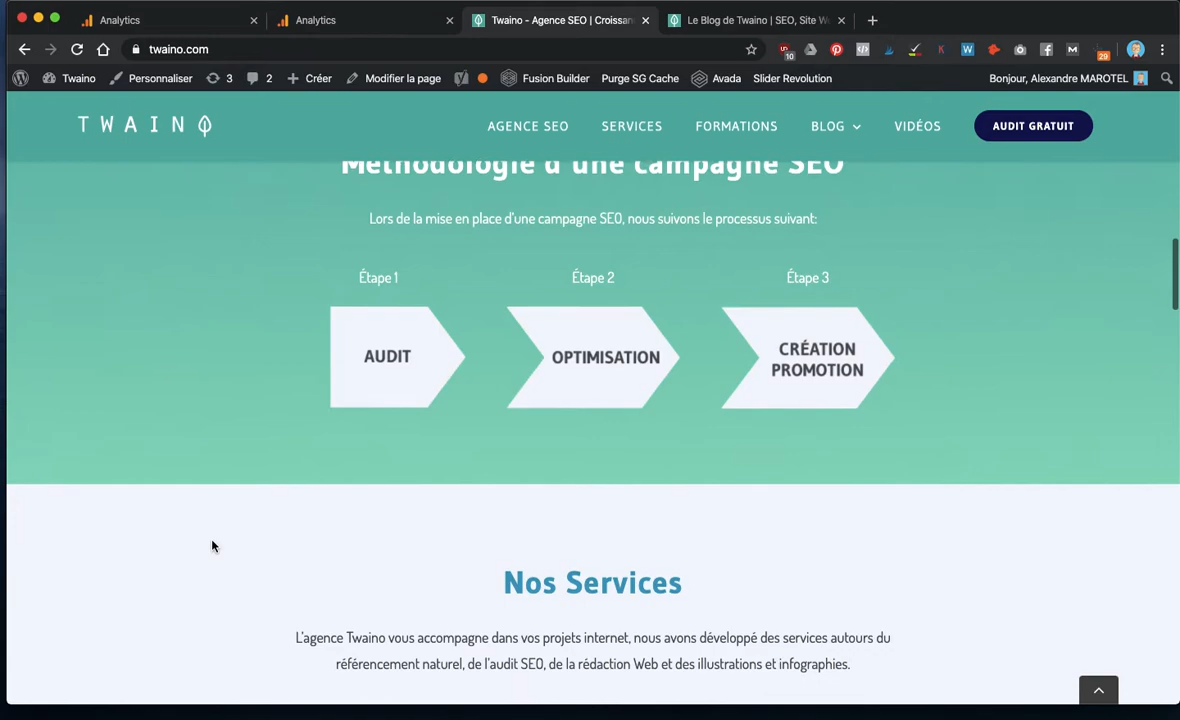 Analytics
Analytics
Twaino - Agence SEO | Croissan
Le Blog de Twaino | SEO, Site W
twaino.com
10
29
Twaino
Personnaliser
3
2
Créer
Modifier la page
Fusion Builder
Purge SG Cache
Avada
Slider Revolution
Bonjour, Alexandre MAROTEL
TWAINO
AGENCE SEO
SERVICES
FORMATIONS
BLOG
VIDÉOS
AUDIT GRATUIT
Méthodologie d'une campagne SEO
Lors de la mise en place d'une campagne SEO, nous suivons le processus suivant:
Étape 1
Étape 2
Étape 3
AUDIT
OPTIMISATION
CRÉATION
PROMOTION
Nos Services
L'agence Twaino vous accompagne dans vos projets internet, nous avons développé des services autours du
référencement naturel, de l'audit SEO, de la rédaction Web et des illustrations et infographies.